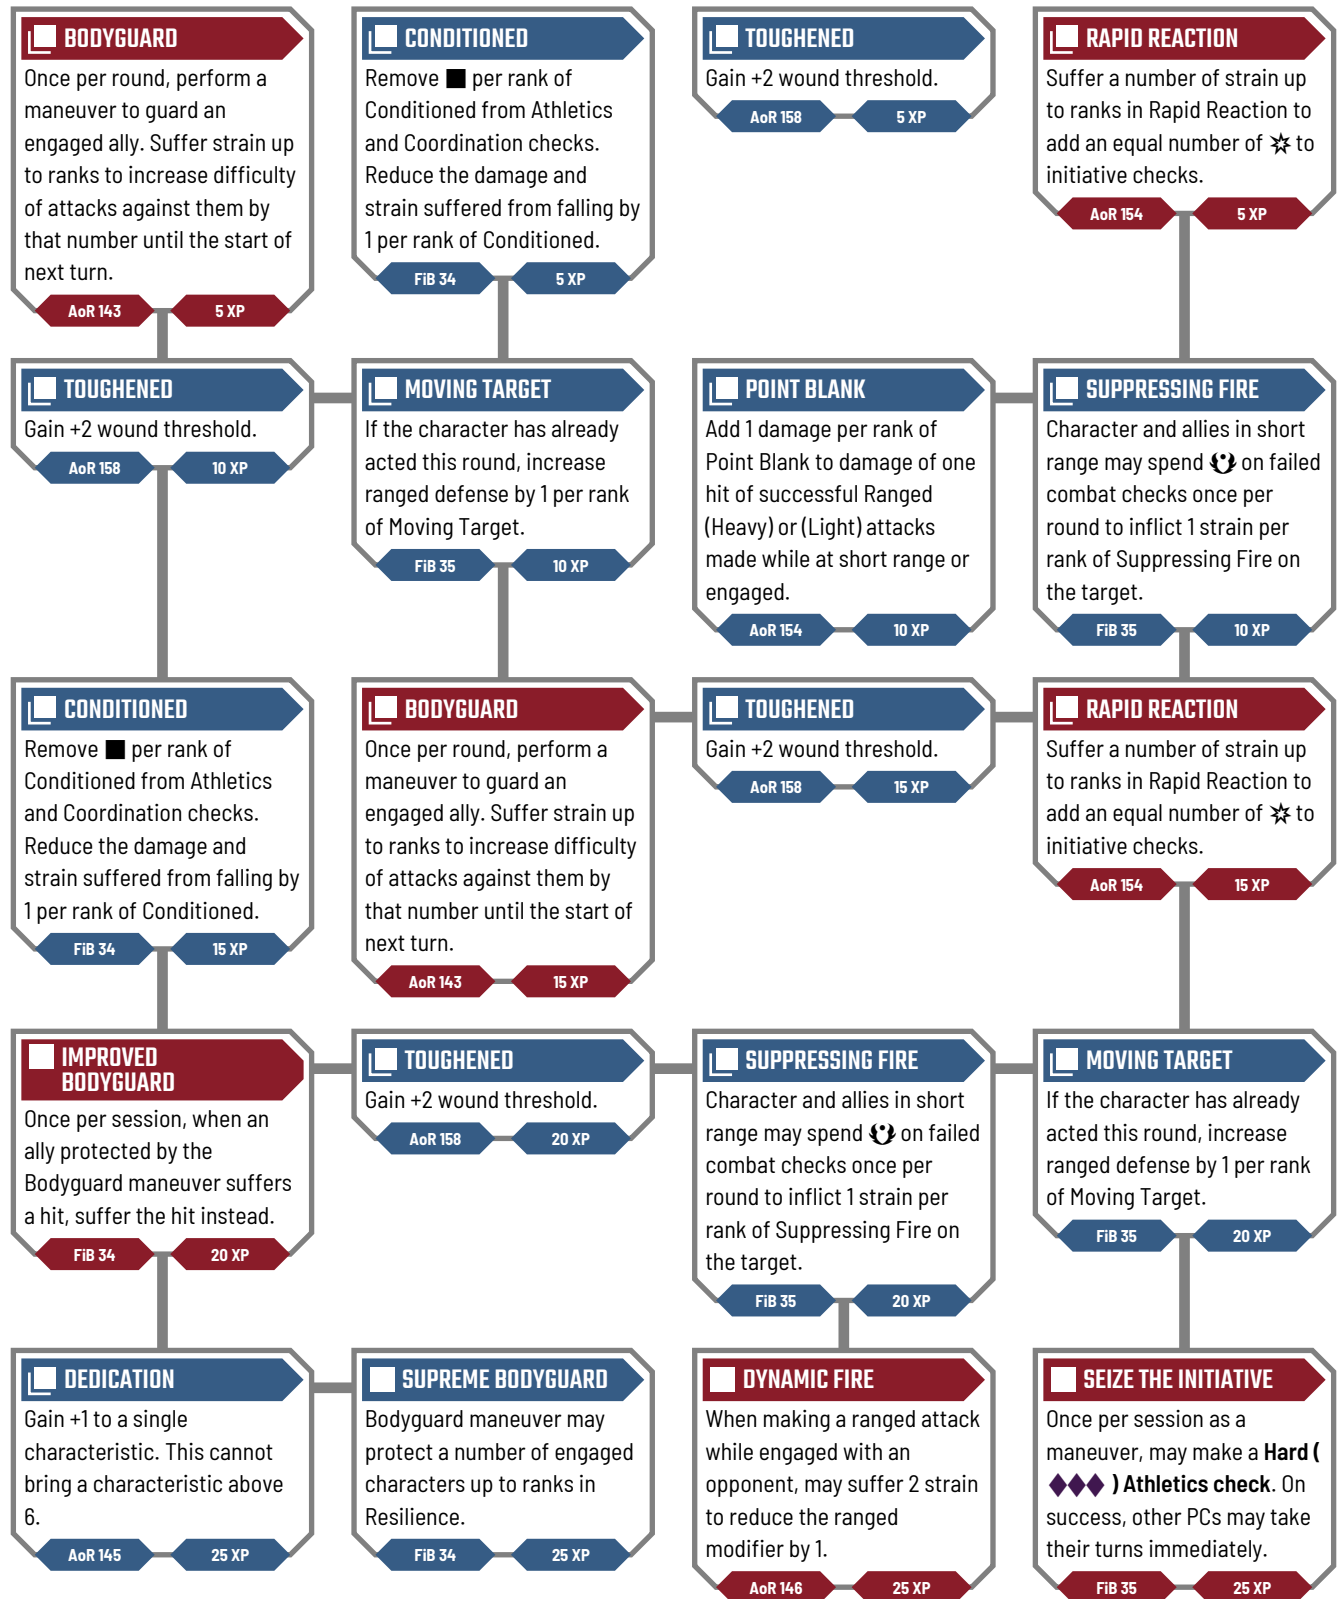 BODYGUARD
Once per round, perform a
maneuver to guard an
engaged ally. Suffer strain up
to ranks to increase difficulty
of attacks against them by
that number until the start of
next turn.
AoR 143
5 XP
CONDITIONED
Remove ■ per rank of
Conditioned from Athletics
and Coordination checks.
Reduce the damage and
strain suffered from falling by
1 per rank of Conditioned.
FiB 34
5 XP
TOUGHENED
Gain +2 wound threshold.
AoR 158
5 XP
RAPID REACTION
Suffer a number of strain up
to ranks in Rapid Reaction to
add an equal number of to
initiative checks.
AoR 154
5 XP
TOUGHENED
Gain +2 wound threshold.
AoR 158
10 XP
MOVING TARGET
If the character has already
acted this round, increase
ranged defense by 1 per rank
of Moving Target.
FiB 35
10 XP
POINT BLANK
Add 1 damage per rank of
Point Blank to damage of one
hit of successful Ranged
(Heavy) or (Light) attacks
made while at short range or
engaged.
AoR 154
10 XP
SUPPRESSING FIRE
Character and allies in short
range may spend on failed
combat checks once per
round to inflict 1 strain per
rank of Suppressing Fire on
the target.
FiB 35
10 XP
CONDITIONED
Remove ■ per rank of
Conditioned from Athletics
and Coordination checks.
Reduce the damage and
strain suffered from falling by
1 per rank of Conditioned.
FiB 34
15 XP
BODYGUARD
Once per round, perform a
maneuver to guard an
engaged ally. Suffer strain up
to ranks to increase difficulty
of attacks against them by
that number until the start of
next turn.
AoR 143
15 XP
TOUGHENED
Gain +2 wound threshold.
AoR 158
15 XP
RAPID REACTION
Suffer a number of strain up
to ranks in Rapid Reaction to
add an equal number of to
initiative checks.
AoR 154
15 XP
IMPROVED
BODYGUARD
Once per session, when an
ally protected by the
Bodyguard maneuver suffers
a hit, suffer the hit instead.
FiB 34
20 XP
TOUGHENED
Gain +2 wound threshold.
AoR 158
20 XP
SUPPRESSING FIRE
Character and allies in short
range may spend on failed
combat checks once per
round to inflict 1 strain per
rank of Suppressing Fire on
the target.
FiB 35
20 XP
MOVING TARGET
If the character has already
acted this round, increase
ranged defense by 1 per rank
of Moving Target.
FiB 35
20 XP
DEDICATION
Gain +1 to a single
characteristic. This cannot
bring a characteristic above
6.
AoR 145
25 XP
SUPREME BODYGUARD
Bodyguard maneuver may
protect a number of engaged
characters up to ranks in
Resilience.
FiB 34
25 XP
DYNAMIC FIRE
When making a ranged attack
while engaged with an
opponent, may suffer 2 strain
to reduce the ranged
modifier by 1.
AoR 146
25 XP
SEIZE THE INITIATIVE
Once per session as a
maneuver, may make a Hard (
♦♦♦ ) Athletics check. On
success, other PCs may take
their turns immediately.
FiB 35
25 XP